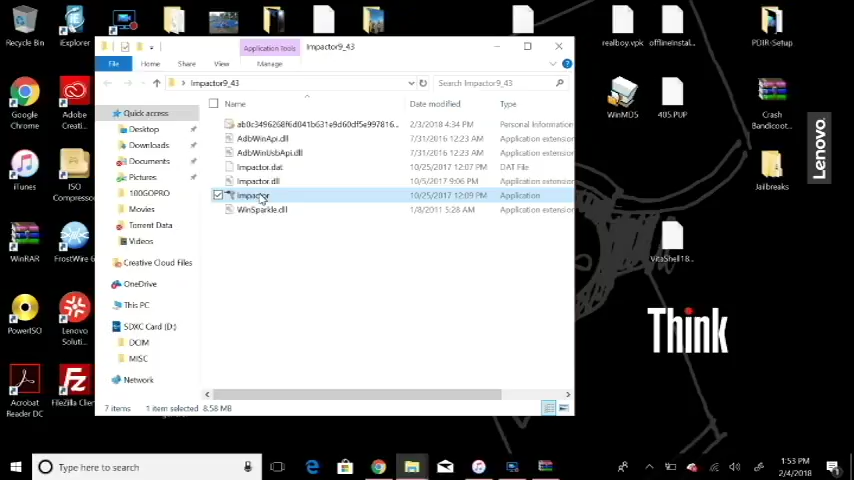 Recycle Bin
iExplorer
Application Tools
Impactor9_43
File
Home
Share
View
Manage
Impactor9_43
Search Impactor9_43
Name
Date modified
Type
Quick access
Desktop
Downloads
Documents
Pictures
100GOPRO
Movies
Torrent Data
Videos
Creative Cloud Files
OneDrive
This PC
SDXC Card (D:)
DCIM
MISC
Network
2/3/2018 4:34 PM
Personal Information
AdbWinApi.dll
7/31/2016 12:23 AM
Application extension
AdbWinUsbApi.dll
7/31/2016 12:23 AM
Application extension
Impactor.dat
10/25/2017 12:07 PM
DAT File
Impactor.dll
10/5/2017 9:06 PM
Application extension
Impactor
10/25/2017 12:09 PM
Application
WinSparkle.dll
1/8/2011 5:28 AM
Application extension
7 items
1 item selected 8.58 MB
Google Chrome
Adobe Creati...
iTunes
ISO Compressor
WinRAR
FrostWire 6
PowerISO
Lenovo Soluti...
Acrobat Reader DC
FileZilla Client
realboy.vpk
offlineInstal...
PDIR-Setup
WinMDS
405 PUP
Crash Bandicoot...
Jailbreaks
VitaShell18...
Lenovo
Think
Type here to search
1:53 PM
2/4/2018